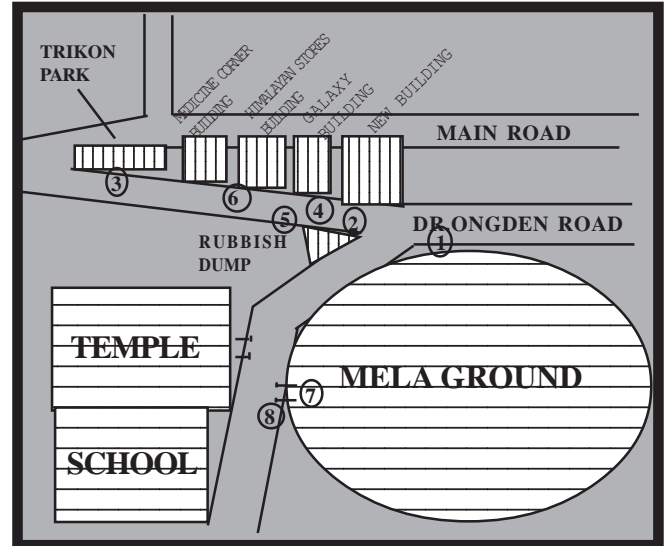 TRIKON
PARK
MEDICINE CORNER
BUILDING
HIMALAYAN STORES
BUILDING
GALAXY
BUILDING
NEW BUILDING
MAIN ROAD
3
6
5
4
2
1
DR.ONGDEN ROAD
RUBBISH
DUMP
TEMPLE
MELA GROUND
7
8
SCHOOL